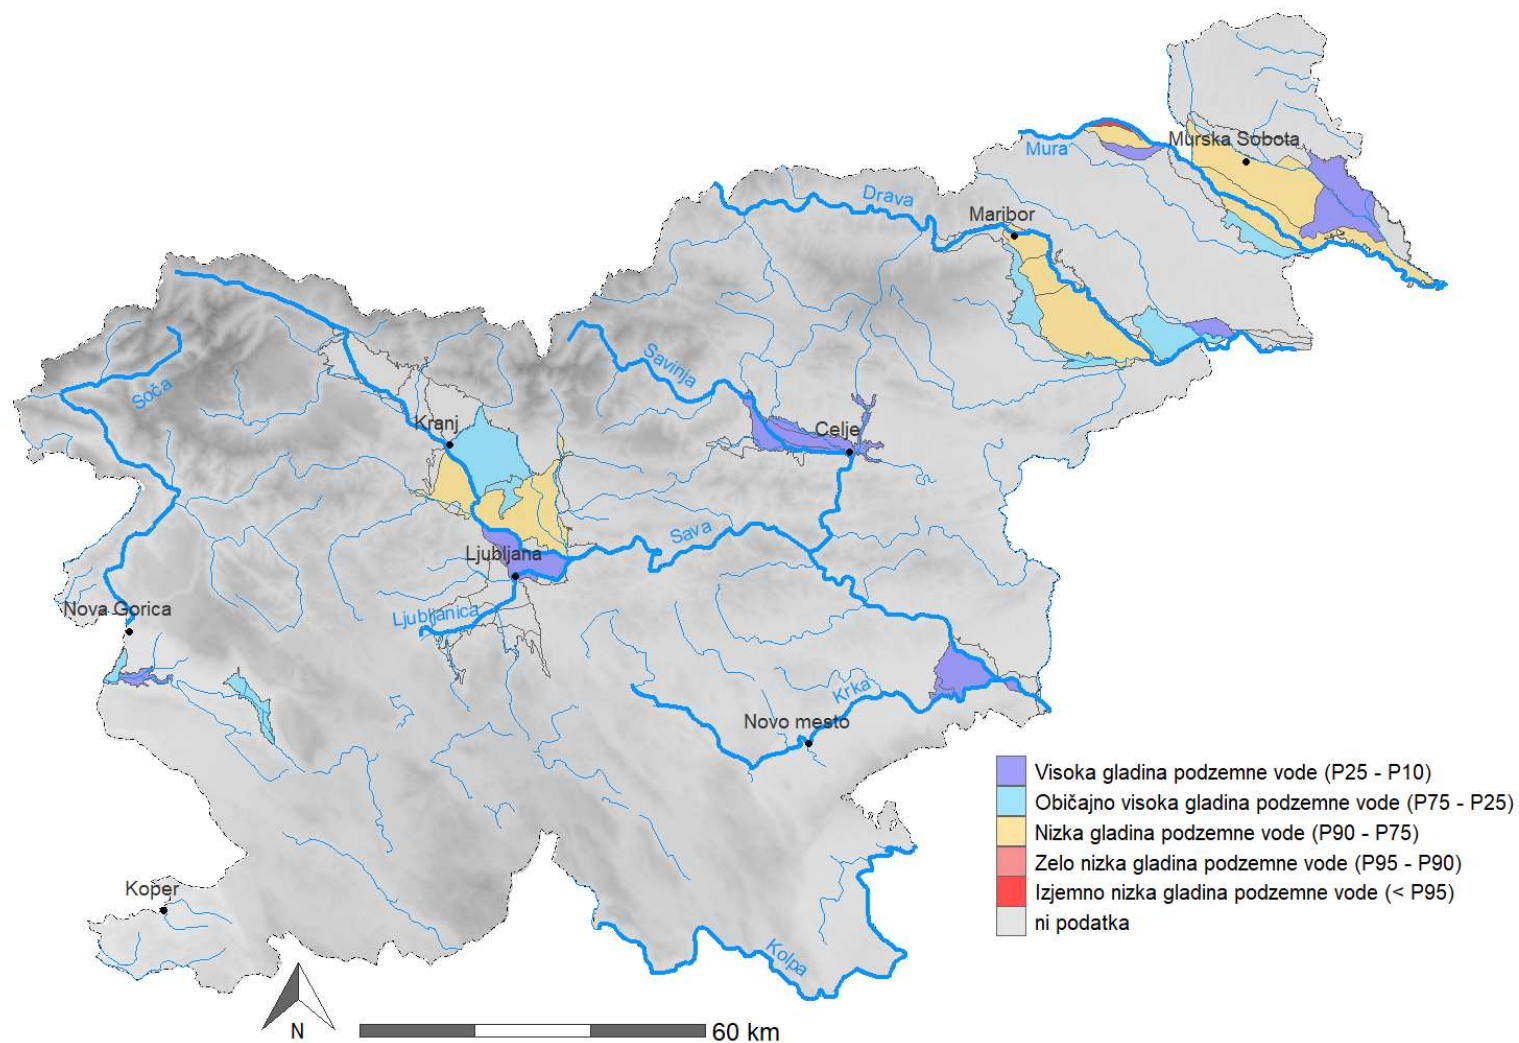 Murska Sobota
Mura
Drava
Maribor
Savinja
Soča
Kranj
Celje
Sava
Ljubljana
Nova Gorica
Ljubljanica
Krka
Novo mesto
Visoka gladina podzemne vode (P25 - P10)
Običajno visoka gladina podzemne vode (P75 - P25)
Nizka gladina podzemne vode (P90 - P75)
Zelo nizka gladina podzemne vode (P95 - P90)
Izjemno nizka gladina podzemne vode (< P95)
ni podatka
Koper
Kolpa
N
60 km